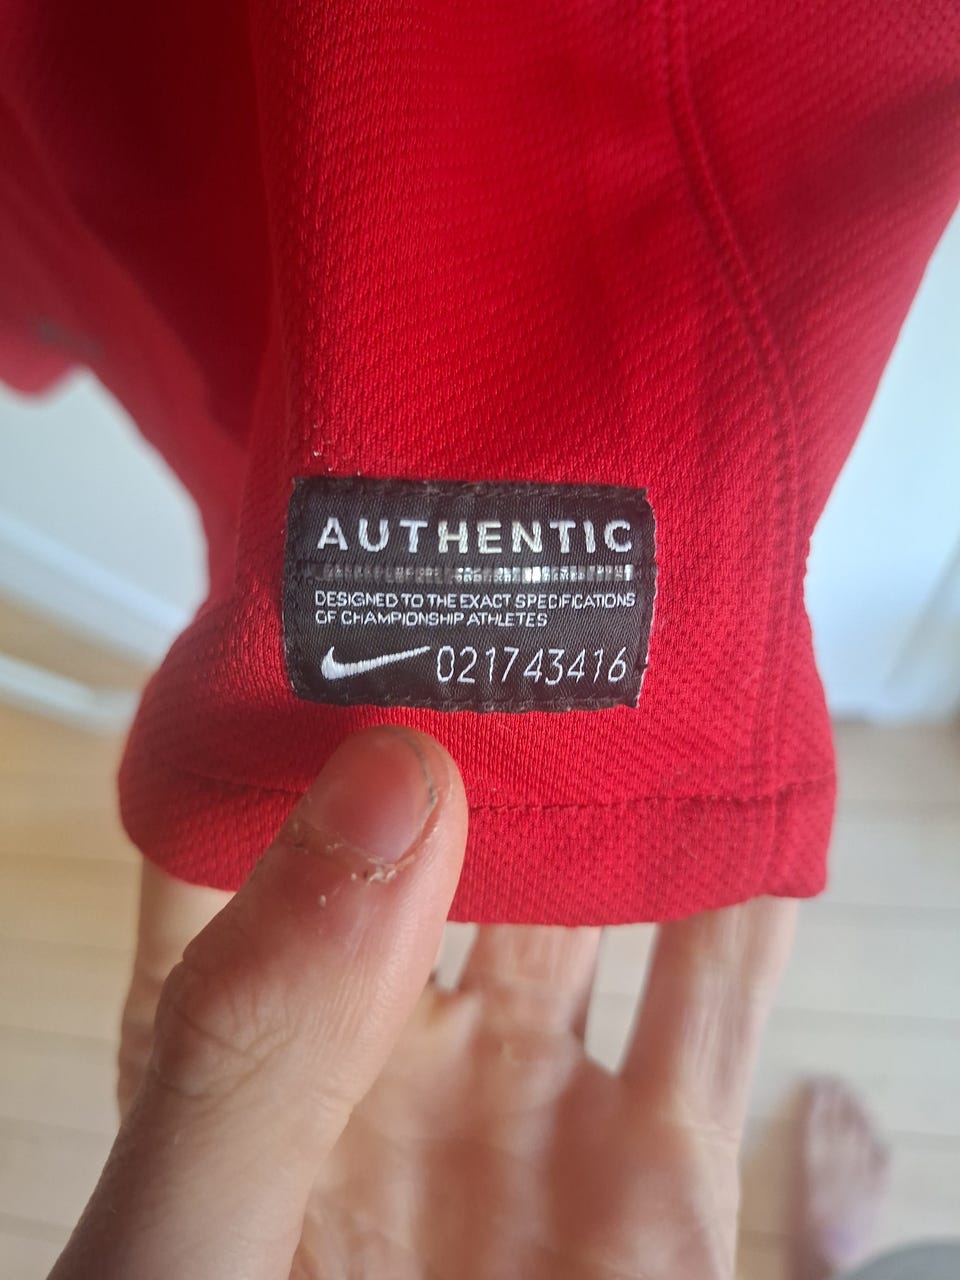 AUTHENTIC
DESIGNED TO THE EXACT SPECIFICATIONS
OF CHAMPIONSHIP ATHLETES
021743416